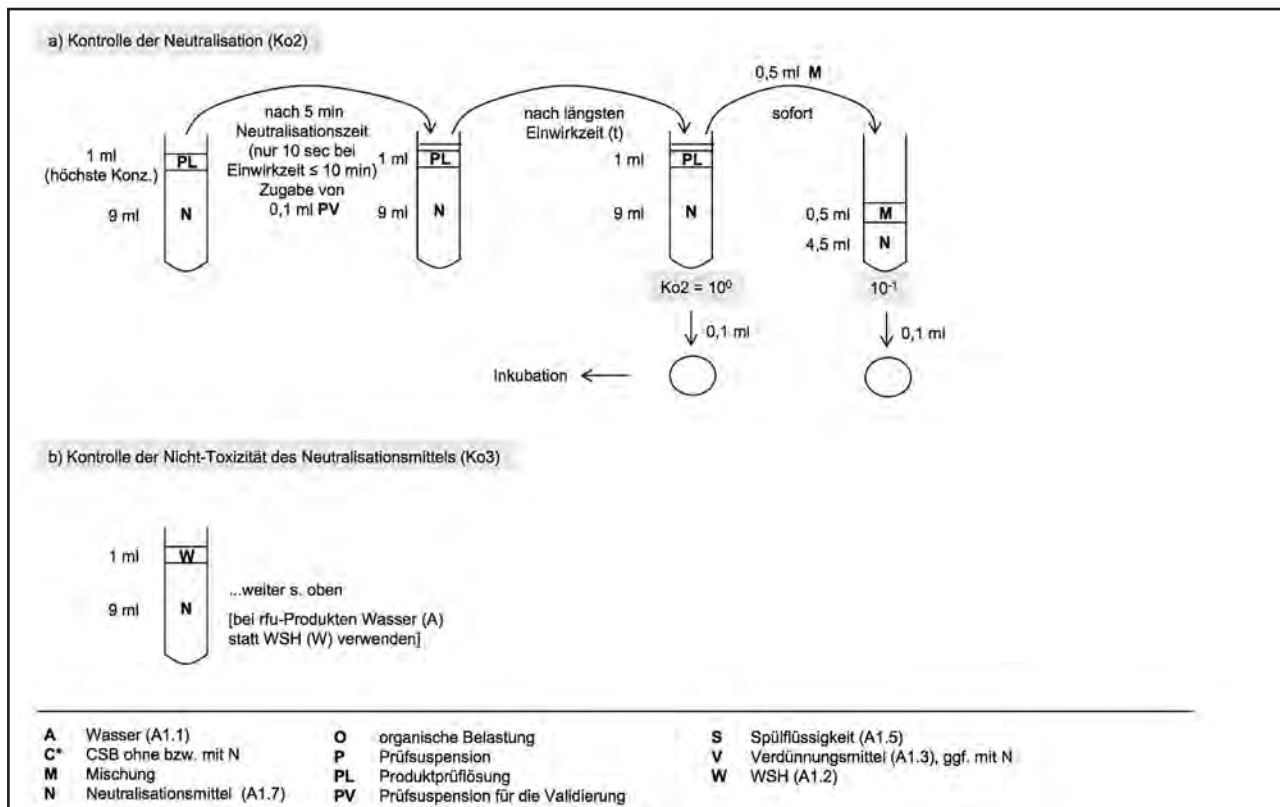 a) Kontrolle der Neutralisation (Ko2)
0,5 ml M
nach 5 min
Neutralisationszeit
(nur 10 sec bei
Einwirkzeit ≤ 10 min)
Zugabe von
0,1 ml PV
nach längsten
Einwirkzeit (t)
sofort
1 ml
(höchste Konz.)
PL
9 ml
N
1 ml
PL
9 ml
N
1 ml
PL
9 ml
N
0,5 ml
M
4,5 ml
N
Ko2 = 10⁰
10⁻¹
0,1 ml
0,1 ml
Inkubation
b) Kontrolle der Nicht-Toxizität des Neutralisationsmittels (Ko3)
1 ml
W
9 ml
N
...weiter s. oben
[bei rfu-Produkten Wasser (A)
statt WSH (W) verwenden]
A Wasser (A1.1)
C* CSB ohne bzw. mit N
M Mischung
N Neutralisationsmittel (A1.7)
O organische Belastung
P Prüfsuspension
PL Produktprüflösung
PV Prüfsuspension für die Validierung
S Spülflüssigkeit (A1.5)
V Verdünnungsmittel (A1.3), ggf. mit N
W WSH (A1.2)